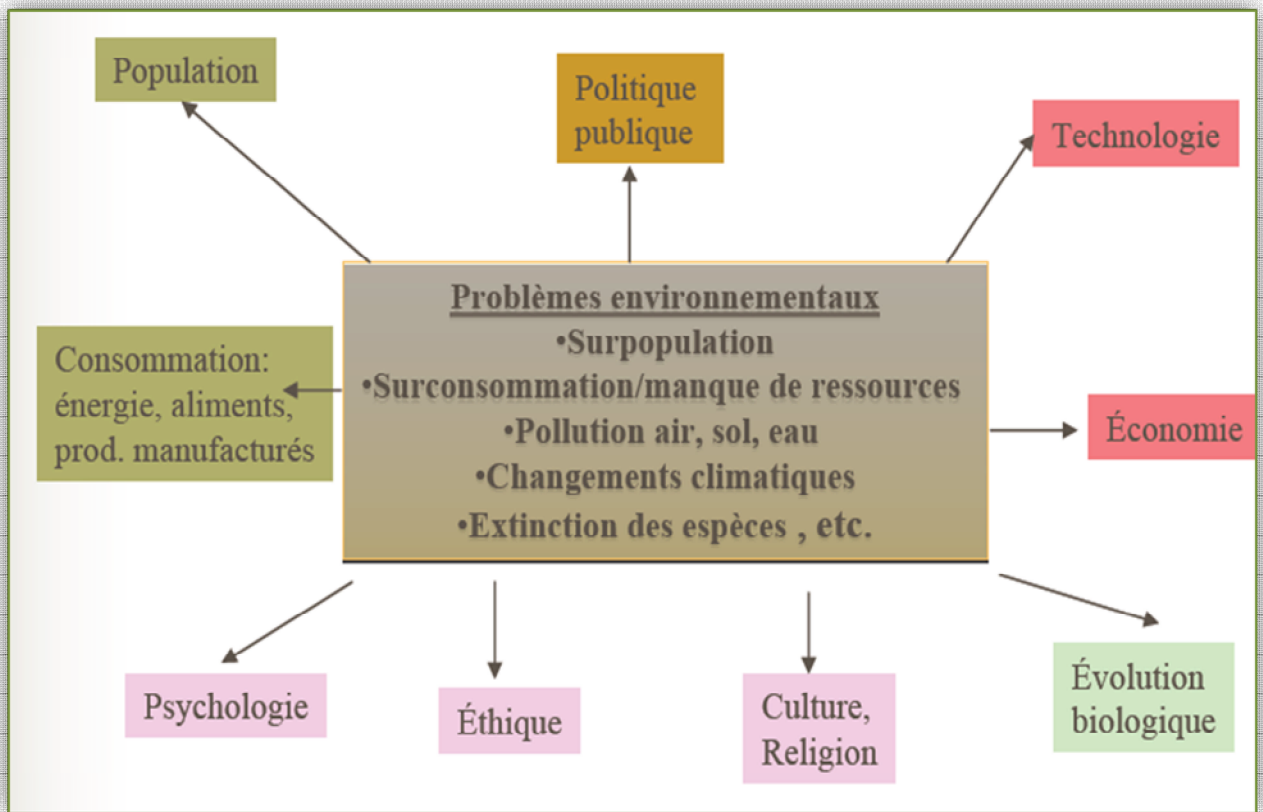 Population
Politique
publique
Technologie
Problèmes environnementaux
•Surpopulation
•Surconsommation/manque de ressources
•Pollution air, sol, eau
•Changements climatiques
•Extinction des espèces , etc.
Consommation:
énergie, aliments,
prod. manufacturés
Économie
Psychologie
Éthique
Culture,
Religion
Évolution
biologique